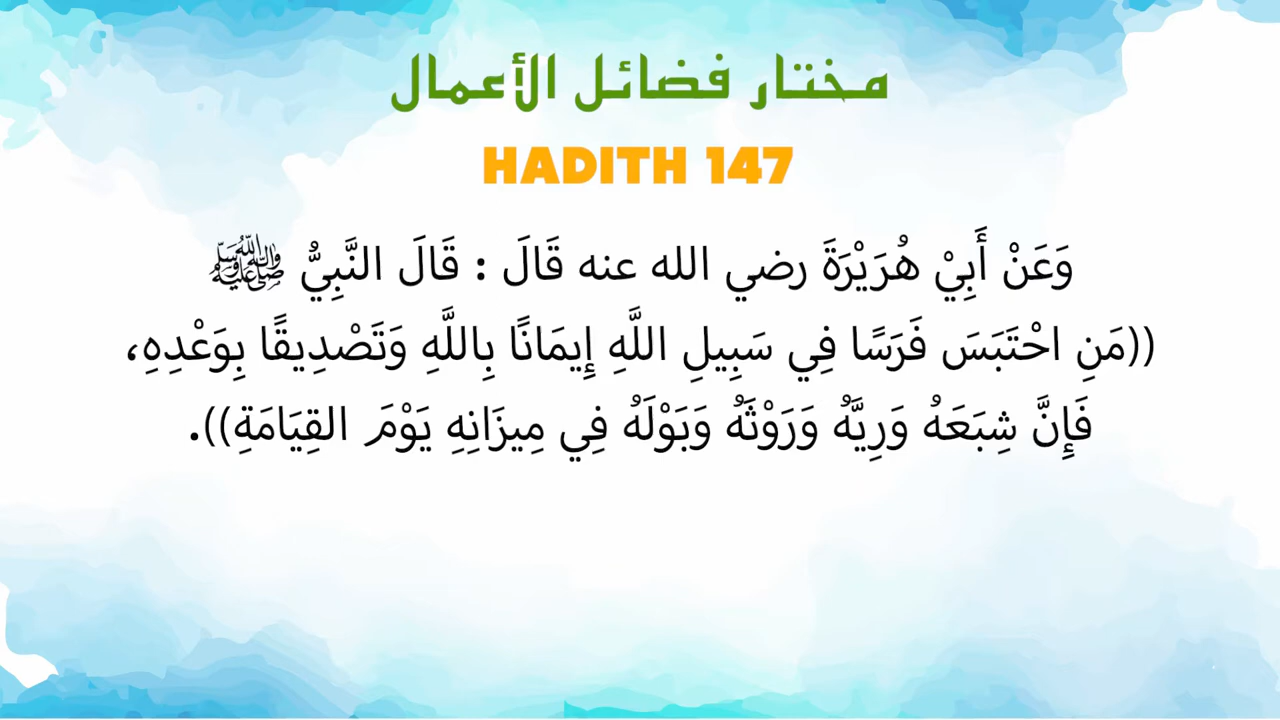 مختار فضائل الأعمال
HADITH 147
وَعَنْ أَبِيْ هُرَيْرَةَ رضي الله عنه قَالَ : قَالَ النَّبِيُّ ﷺ
((مَنِ احْتَبَسَ فَرَسًا فِي سَبِيلِ اللَّهِ إِيمَانًا بِاللَّهِ وَتَصْدِيقًا بِوَعْدِهِ،
فَإِنَّ شِبَعَهُ وَرِيَّهُ وَرَوْثَهُ وَبَوْلَهُ فِي مِيزَانِهِ يَوْمَ القِيَامَةِ)).